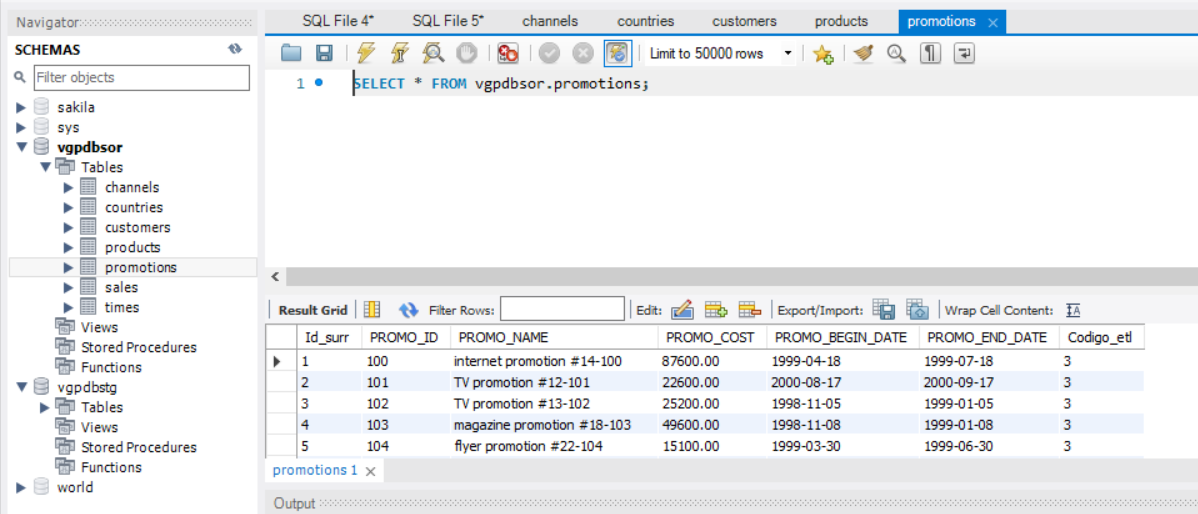 Navigator
SCHEMAS
Filter objects
sakila
sys
vgpdbsor
Tables
channels
countries
customers
products
promotions
sales
times
Views
Stored Procedures
Functions
vgpdbstg
Tables
Views
Stored Procedures
Functions
world
SQL File 4* SQL File 5* channels countries customers products promotions
Limit to 50000 rows
1 SELECT * FROM vgpdbsor.promotions;
Result Grid Filter Rows: Edit: Export/Import: Wrap Cell Content:
Id_surr PROMO_ID PROMO_NAME PROMO_COST PROMO_BEGIN_DATE PROMO_END_DATE Codigo_etl
1 100 internet promotion #14-100 87600.00 1999-04-18 1999-07-18 3
2 101 TV promotion #12-101 22600.00 2000-08-17 2000-09-17 3
3 102 TV promotion #13-102 25200.00 1998-11-05 1999-01-05 3
4 103 magazine promotion #18-103 49600.00 1998-11-08 1999-01-08 3
5 104 flyer promotion #22-104 15100.00 1999-03-30 1999-06-30 3
promotions 1
Output